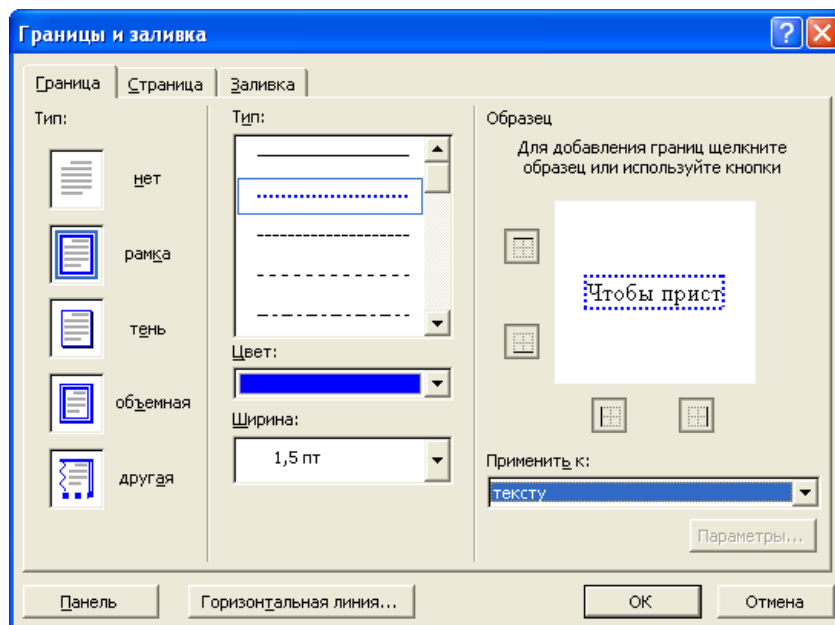 Границы и заливка
Граница
Страница
Заливка
Тип:
нет
рамка
тень
объемная
другая
Тип:
Цвет:
Ширина:
1,5 пт
Образец
Для добавления границ щелкните
образец или используйте кнопки
Чтобы прист
Применить к:
тексту
Параметры...
Панель
Горизонтальная линия...
ОК
Отмена